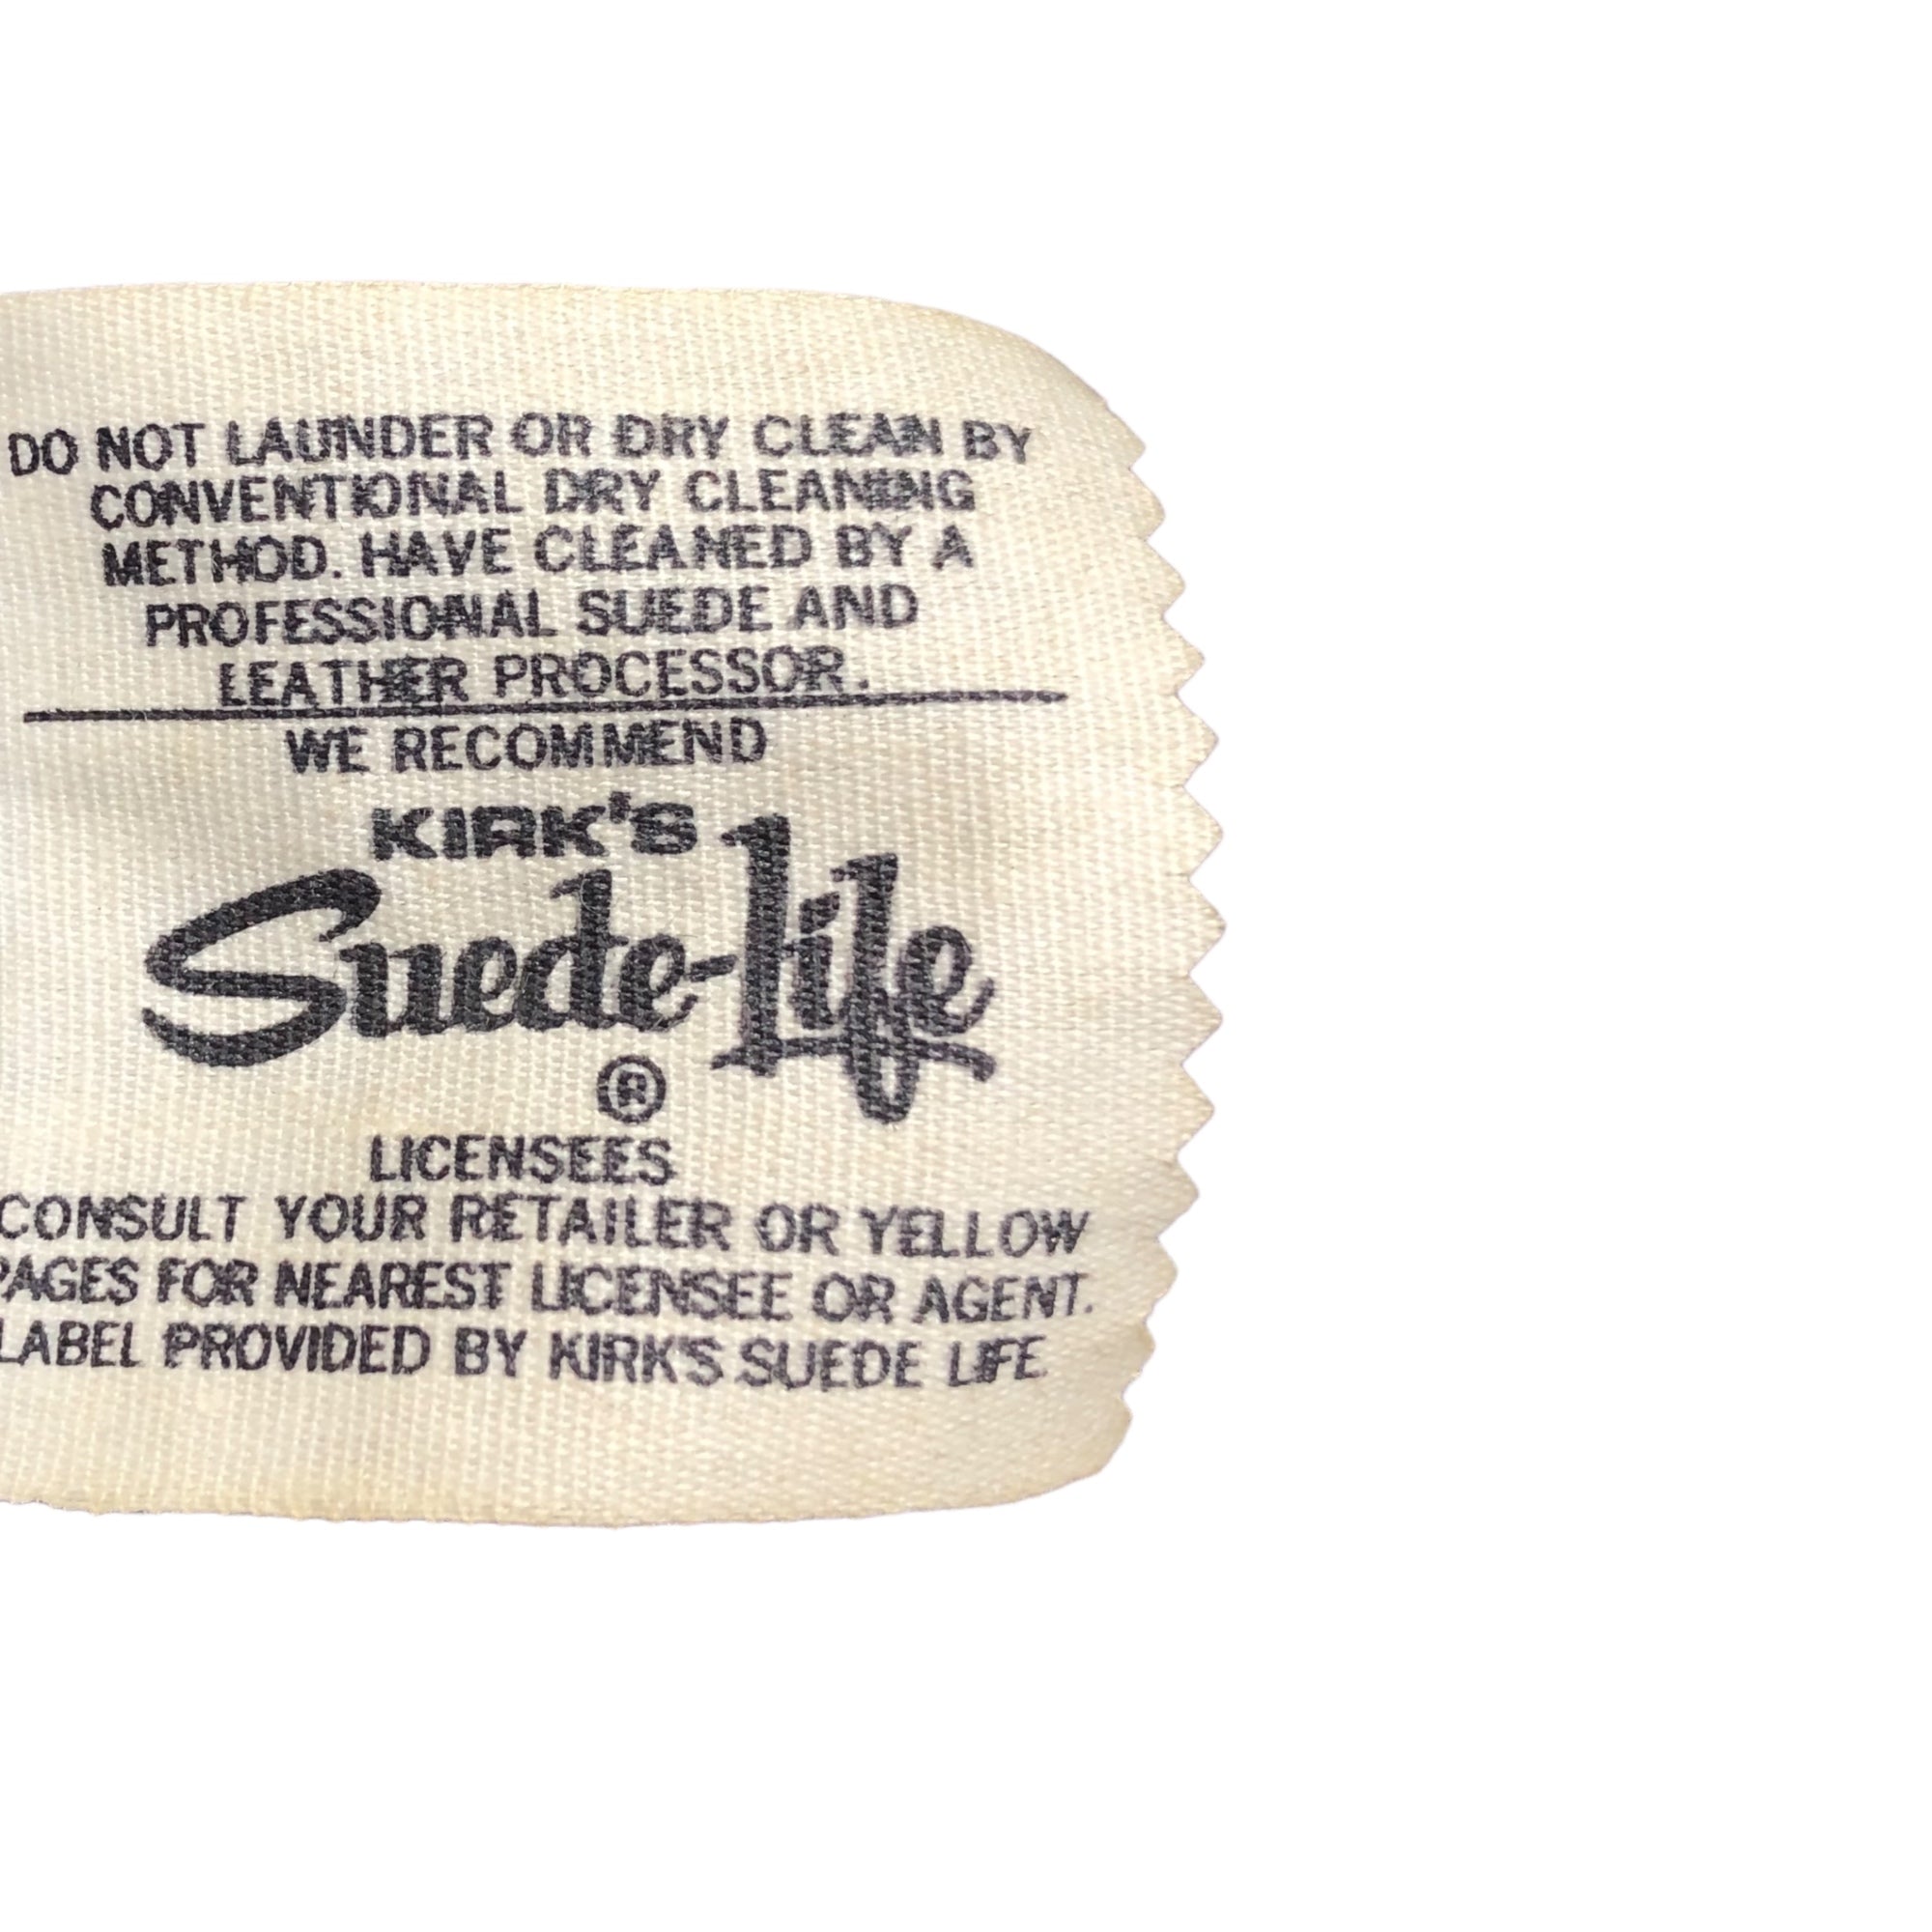 DO NOT LAUNDER OR DRY CLEAN BY
CONVENTIONAL DRY CLEANING
METHOD. HAVE CLEANED BY A
PROFESSIONAL SUEDE AND
LEATHER PROCESSOR.
WE RECOMMEND
KIRK'S
Suede-Life
®
LICENSEES
CONSULT YOUR RETAILER OR YELLOW
PAGES FOR NEAREST LICENSEE OR AGENT.
LABEL PROVIDED BY KIRK'S SUEDE LIFE.